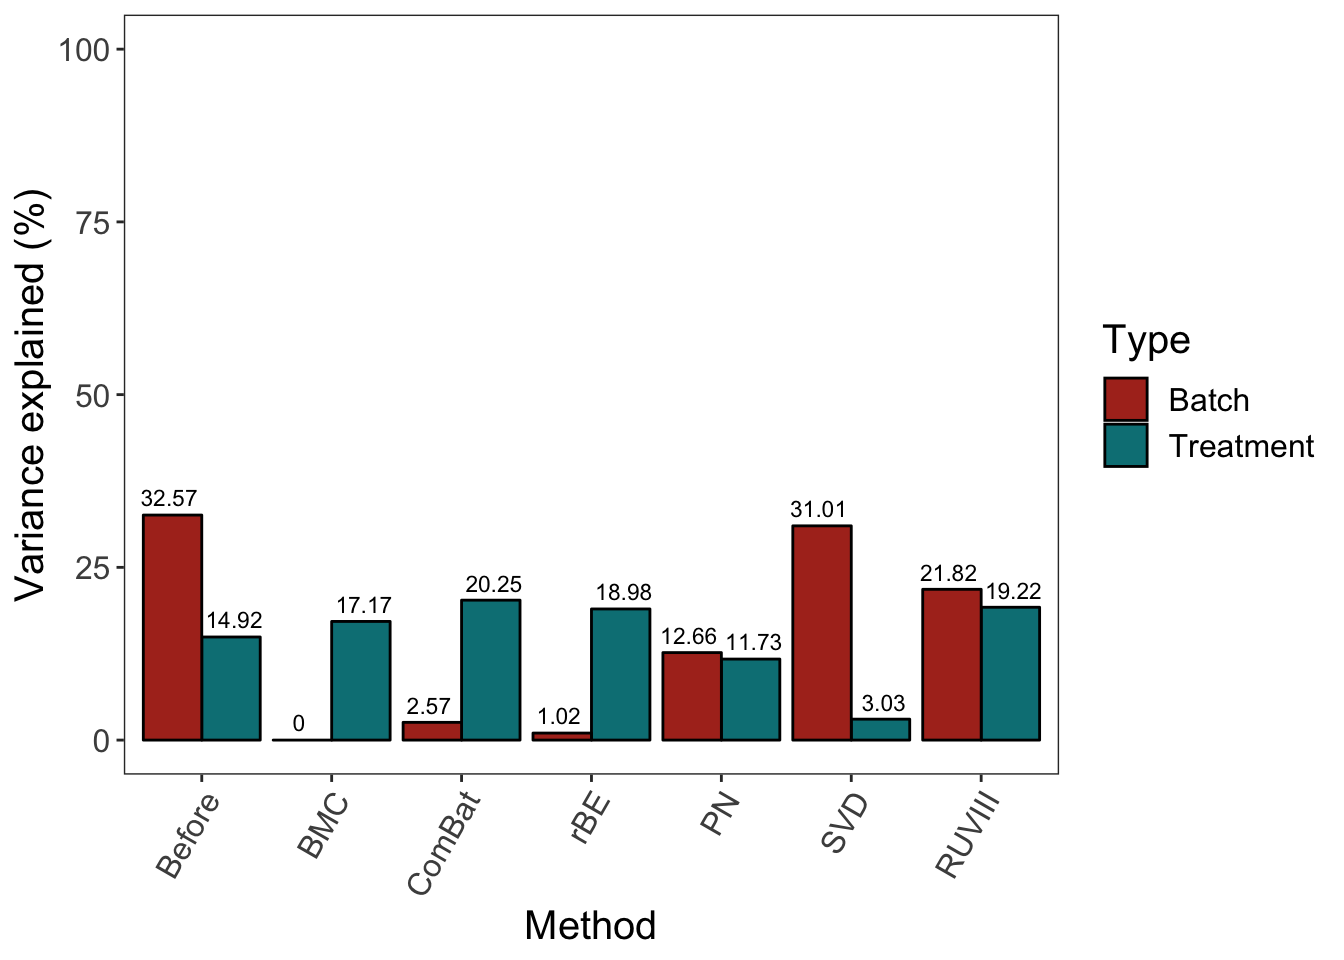 Variance explained (%)
100
75
50
25
0
32.57
14.92
0
17.17
2.57
20.25
1.02
18.98
12.66
11.73
31.01
3.03
21.82
19.22
Before
BMC
ComBat
rBE
PN
SVD
RUVIII
Method
Type
Batch
Treatment